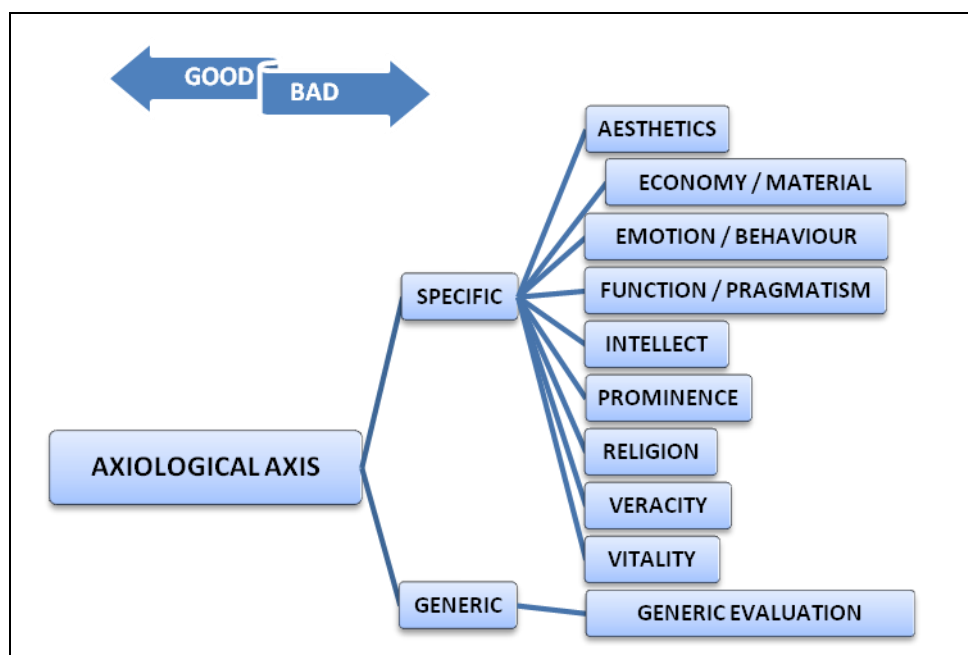 GOOD
BAD
AESTHETICS
ECONOMY / MATERIAL
EMOTION / BEHAVIOUR
SPECIFIC
FUNCTION / PRAGMATISM
INTELLECT
PROMINENCE
RELIGION
AXIOLOGICAL AXIS
VERACITY
VITALITY
GENERIC
GENERIC EVALUATION